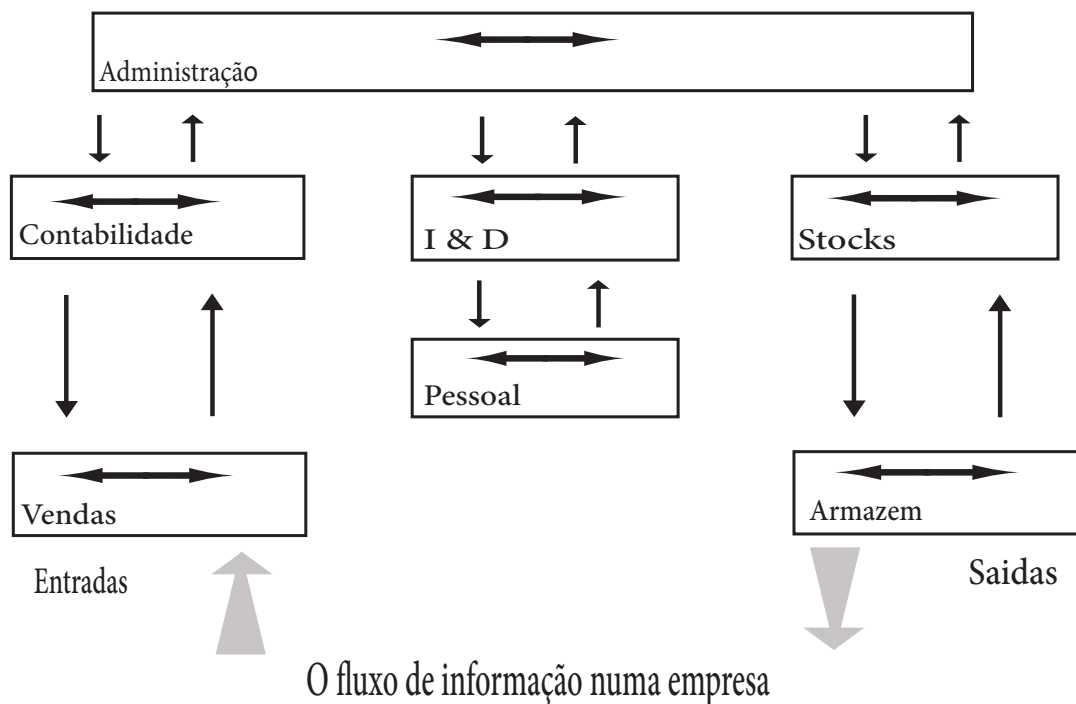 Administração
Contabilidade
I & D
Stocks
Pessoal
Vendas
Armazem
Entradas
Saidas
O fluxo de informação numa empresa